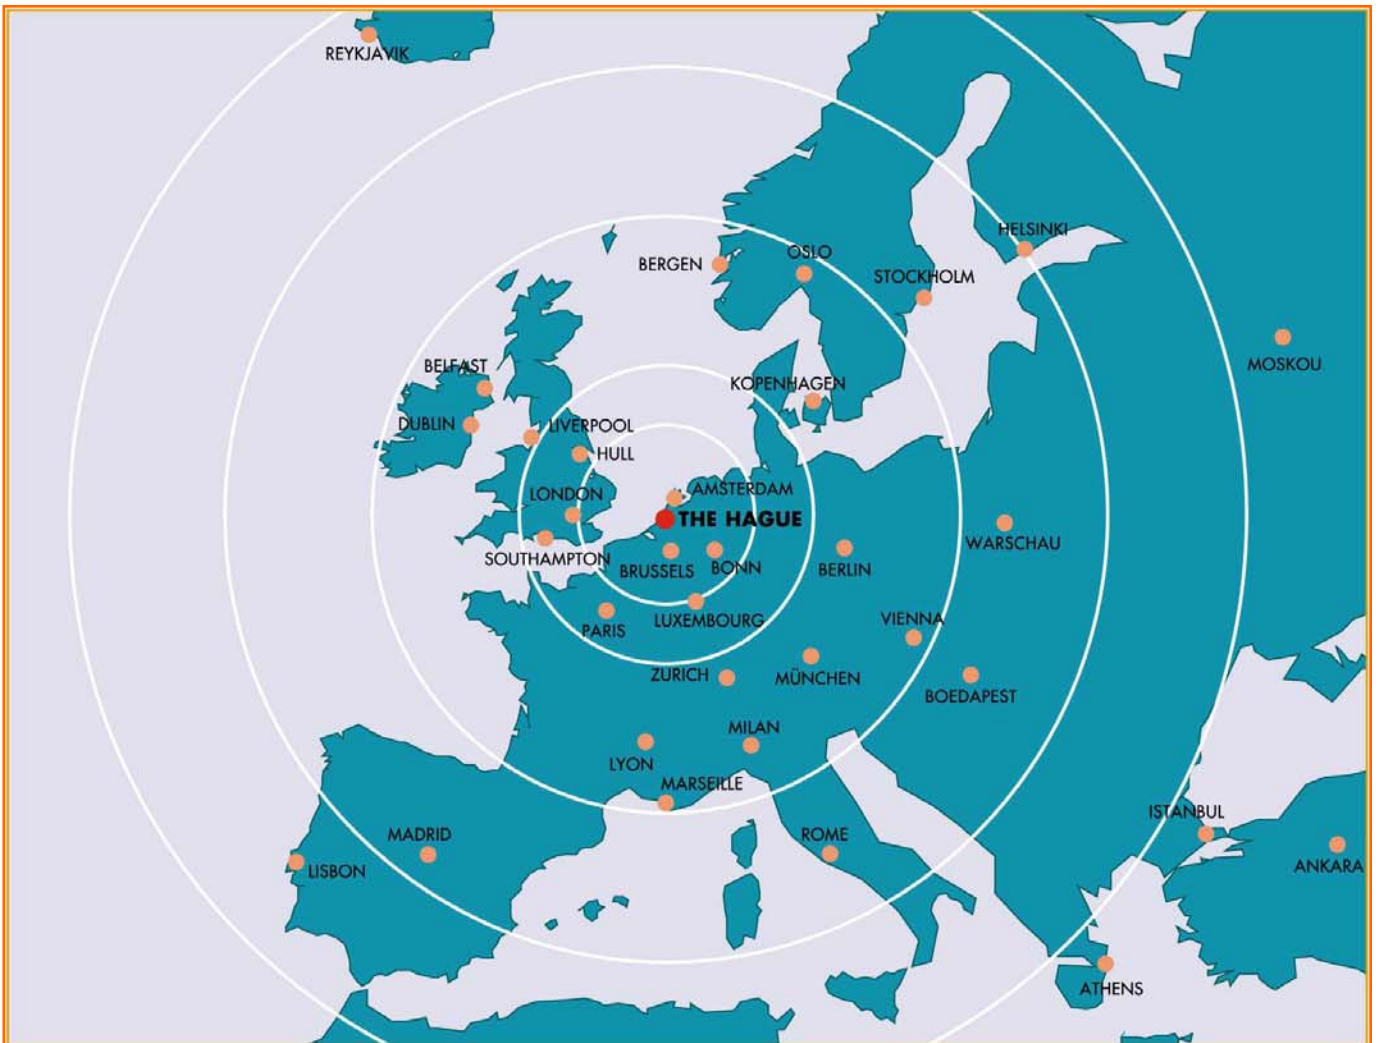 REYKJAVIK
HELSINKI
BERGEN
OSLO
STOCKHOLM
MOSKOU
BELFAST
KOPENHAGEN
DUBLIN
LIVERPOOL
HULL
LONDON
AMSTERDAM
THE HAGUE
WARSCHAU
SOUTHAMPTON
BRUSSELS
BONN
BERLIN
PARIS
LUXEMBOURG
VIENNA
ZURICH
MÜNCHEN
BOEDAPEST
MILAN
LYON
MARSEILLE
ISTANBUL
MADRID
ROME
LISBON
ANKARA
ATHENS